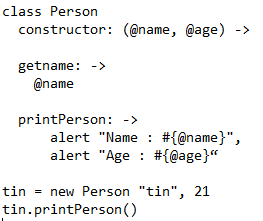 class Person
  constructor: (@name, @age) ->

  getname: ->
    @name

  printPerson: ->
      alert "Name : #{@name}",
      alert "Age : #{@age}“

tin = new Person "tin", 21
tin.printPerson()